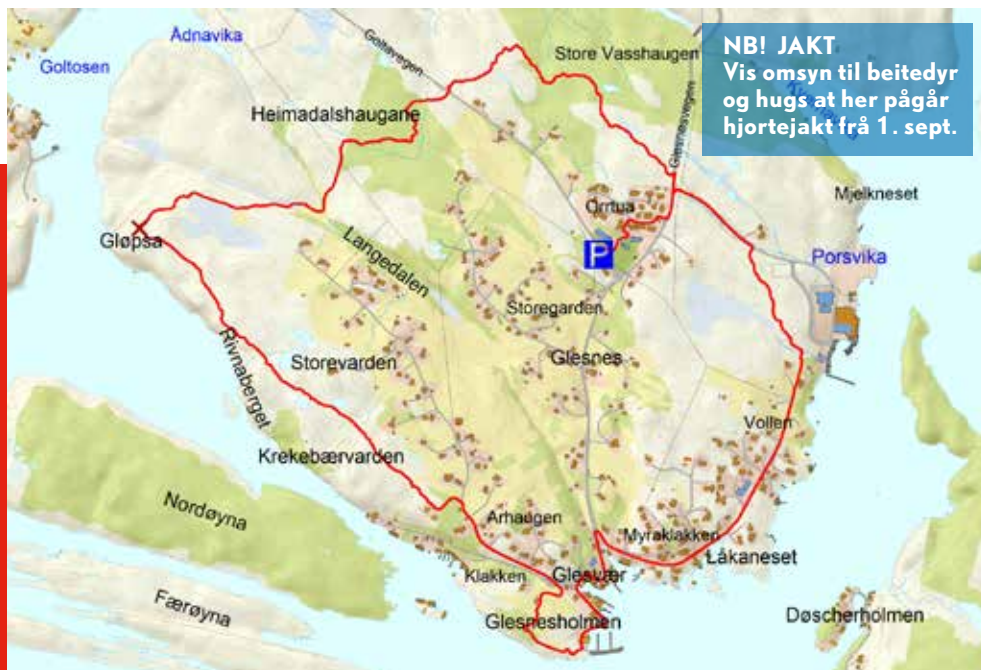 NB! JAKT
Vis omsyn til beitedyr
og hugs at her pågår
hjortejakt frå 1. sept.
Ådnavika
Goltavegen
Store Vasshaugen
Goltosen
Heimadalshaugane
Glesnesvegen
Mjelkneset
Orrtua
Gløpsa
P
Porsvika
Langedalen
Storegarden
Glesnes
Storevarden
Rivnaberget
Vollen
Krekebærvarden
Nordøyna
Arhaugen
Myraklakken
Låkaneset
Klakken
Glesvær
Færøyna
Glesnesholmen
Døscherholmen